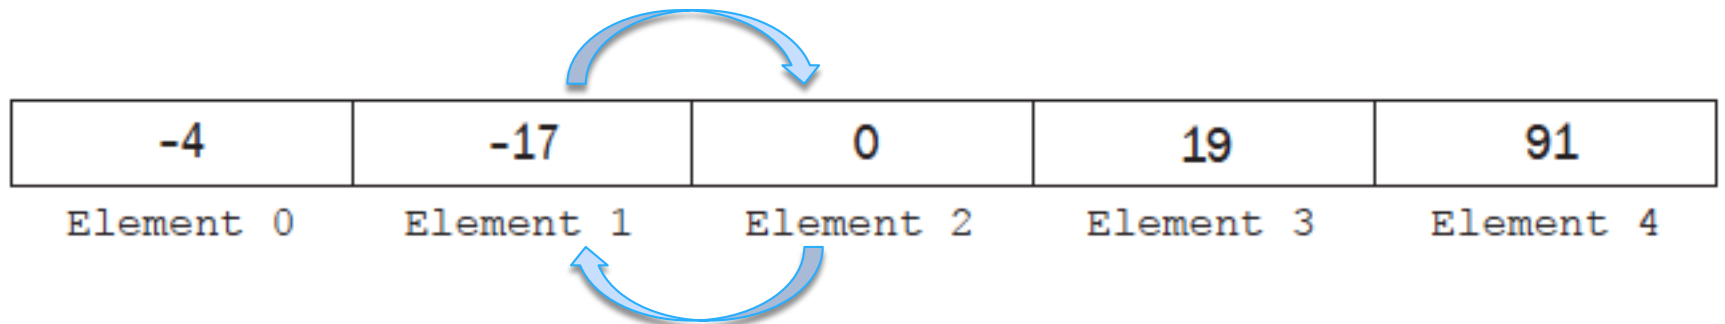 -4 -17 0 19 91
Element 0 Element 1 Element 2 Element 3 Element 4